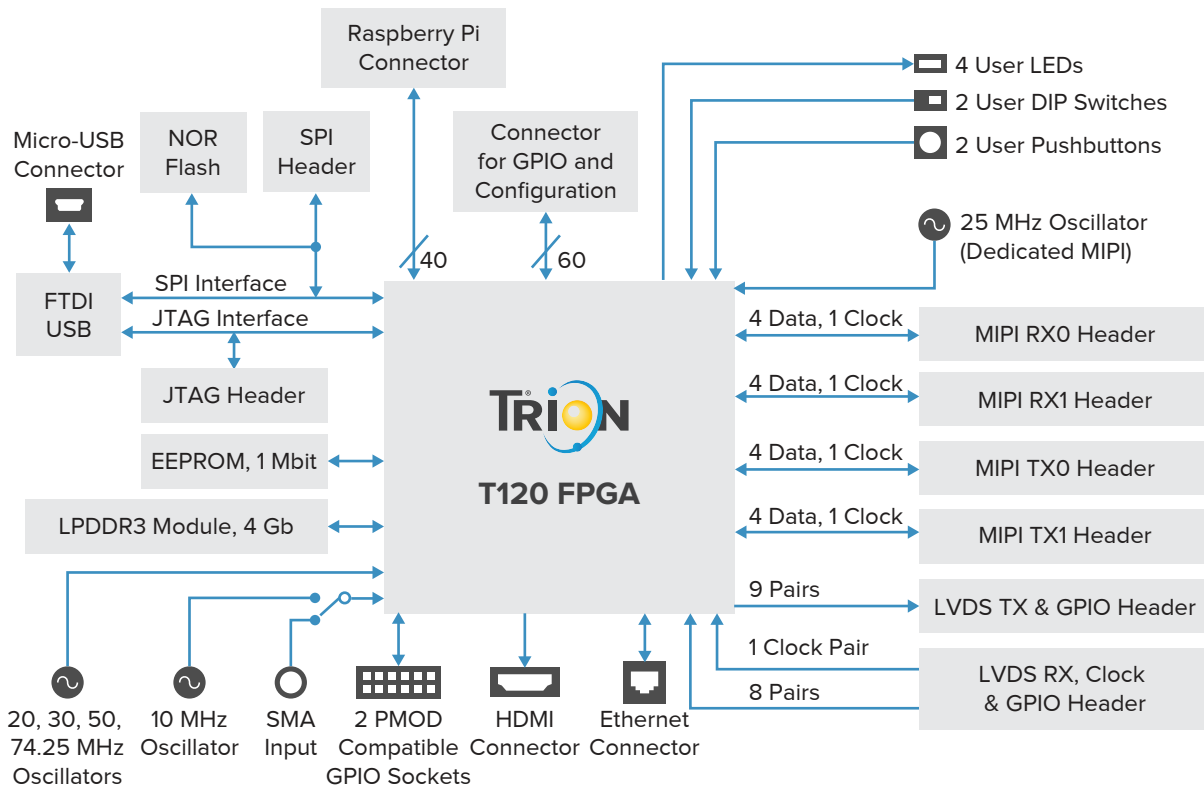 Raspberry Pi
Connector
4 User LEDs
2 User DIP Switches
2 User Pushbuttons
Micro-USB
Connector
NOR
Flash
SPI
Header
Connector
for GPIO and
Configuration
25 MHz Oscillator
(Dedicated MIPI)
40
60
FTDI
USB
SPI Interface
JTAG Interface
JTAG Header
EEPROM, 1 Mbit
LPDDR3 Module, 4 Gb
TRION®
T120 FPGA
4 Data, 1 Clock
MIPI RX0 Header
4 Data, 1 Clock
MIPI RX1 Header
4 Data, 1 Clock
MIPI TX0 Header
4 Data, 1 Clock
MIPI TX1 Header
9 Pairs
LVDS TX & GPIO Header
1 Clock Pair
8 Pairs
LVDS RX, Clock
& GPIO Header
20, 30, 50,
74.25 MHz
Oscillators
10 MHz
Oscillator
SMA
Input
2 PMOD
Compatible
GPIO Sockets
HDMI
Connector
Ethernet
Connector